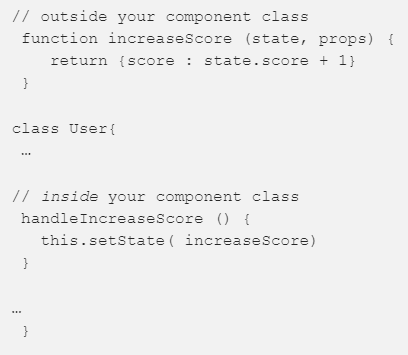 // outside your component class
function increaseScore (state, props) {
return {score : state.score + 1}
}
class User{
…
// inside your component class
handleIncreaseScore () {
this.setState( increaseScore)
}
…
}